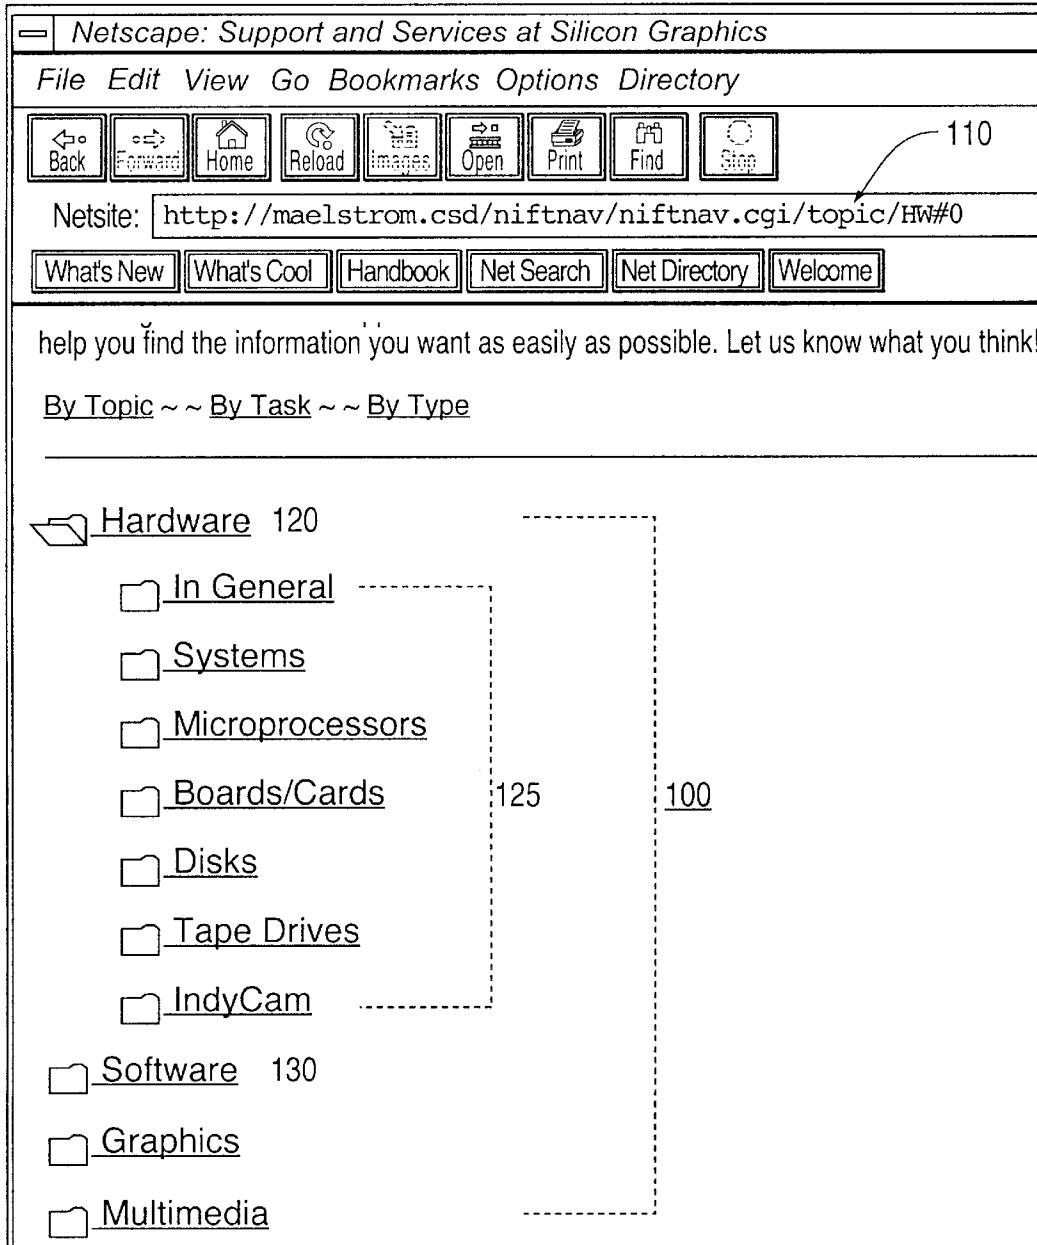 Netscape: Support and Services at Silicon Graphics
File Edit View Go Bookmarks Options Directory
Back Forward Home Reload Images Open Print Find Stop 110
Netsite: http://maelstrom.csd/niftnav/niftnav.cgi/topic/HW#0
What's New What's Cool Handbook Net Search Net Directory Welcome
help you find the information you want as easily as possible. Let us know what you think!
By Topic ~ ~ By Task ~ ~ By Type
Hardware 120
In General
Systems
Microprocessors
Boards/Cards 125 100
Disks
Tape Drives
IndyCam
Software 130
Graphics
Multimedia